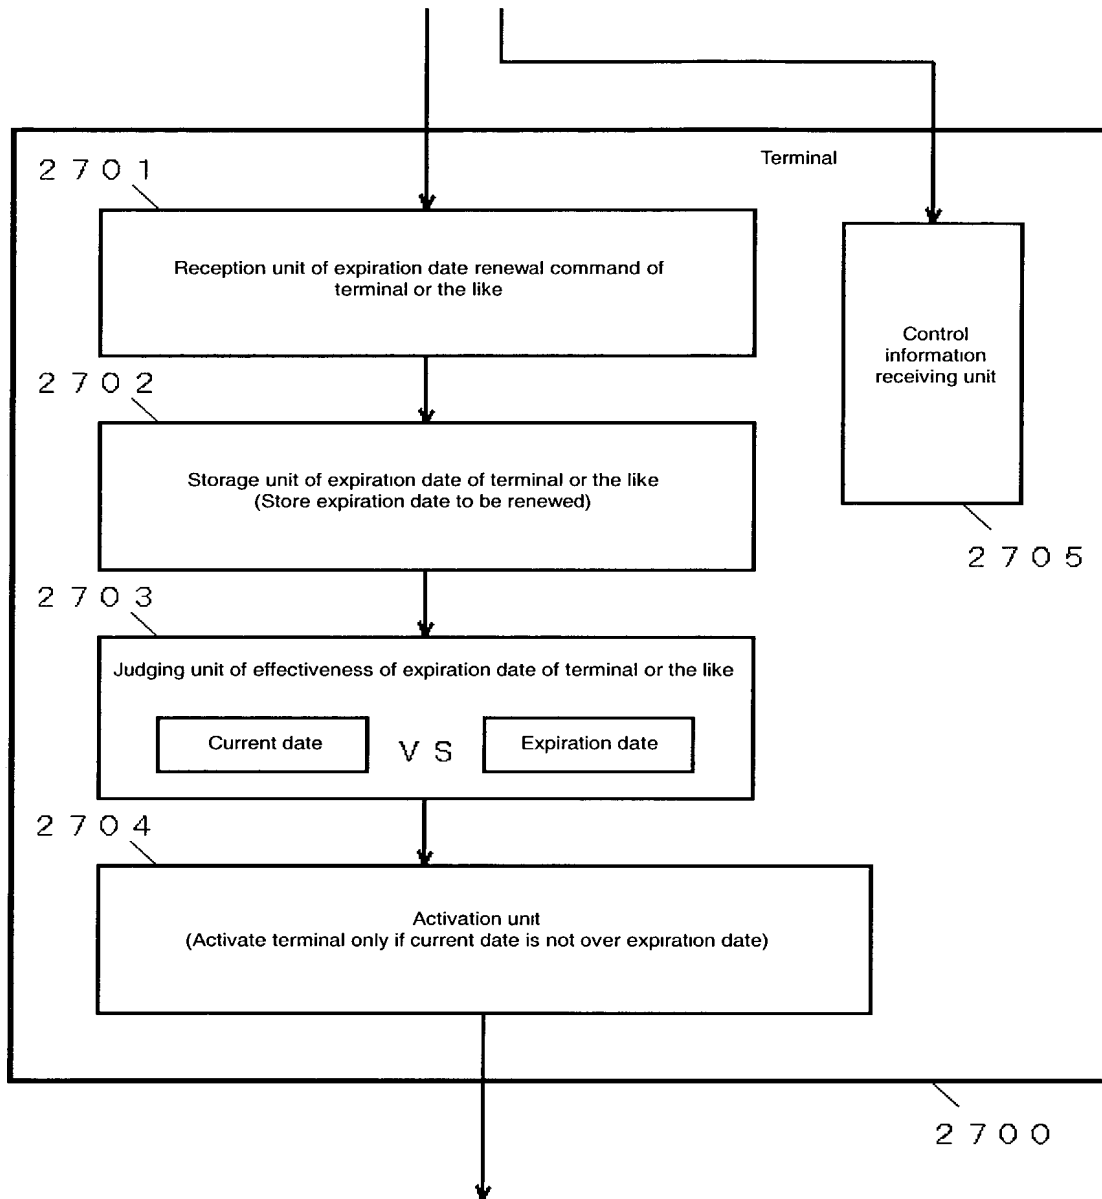 Terminal
2701
Reception unit of expiration date renewal command of
terminal or the like
Control
information
receiving unit
2702
Storage unit of expiration date of terminal or the like
(Store expiration date to be renewed)
2705
2703
Judging unit of effectiveness of expiration date of terminal or the like
Current date VS Expiration date
2704
Activation unit
(Activate terminal only if current date is not over expiration date)
2700